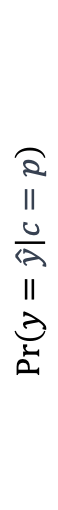 Pr(y = ŷ|c = p)